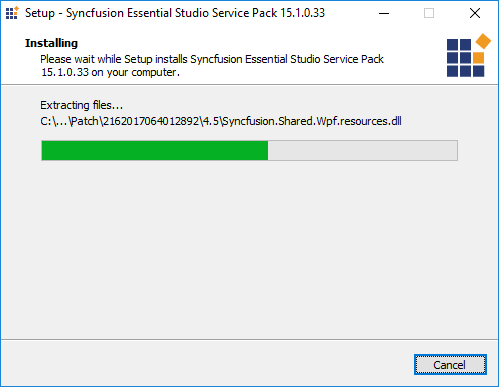 Setup - Syncfusion Essential Studio Service Pack 15.1.0.33
Installing
Please wait while Setup installs Syncfusion Essential Studio Service Pack
15.1.0.33 on your computer.
Extracting files...
C:\...\Patch\2162017064012892\4.5\Syncfusion.Shared.Wpf.resources.dll
Cancel